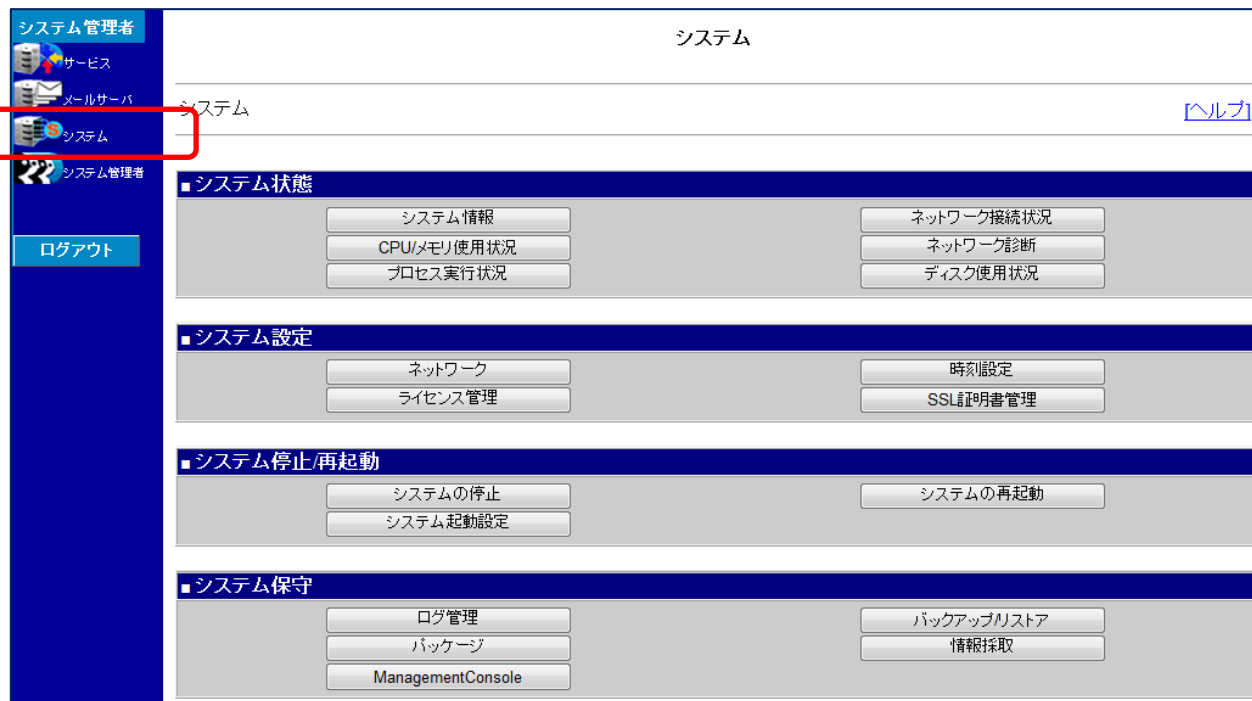 システム管理者
サービス
メールサーバ
システム
システム管理者
ログアウト
システム
システム
[ヘルプ]
■システム状態
システム情報
ネットワーク接続状況
CPU/メモリ使用状況
ネットワーク診断
プロセス実行状況
ディスク使用状況
■システム設定
ネットワーク
時刻設定
ライセンス管理
SSL証明書管理
■システム停止/再起動
システムの停止
システムの再起動
システム起動設定
■システム保守
ログ管理
バックアップ/リストア
パッケージ
情報採取
ManagementConsole